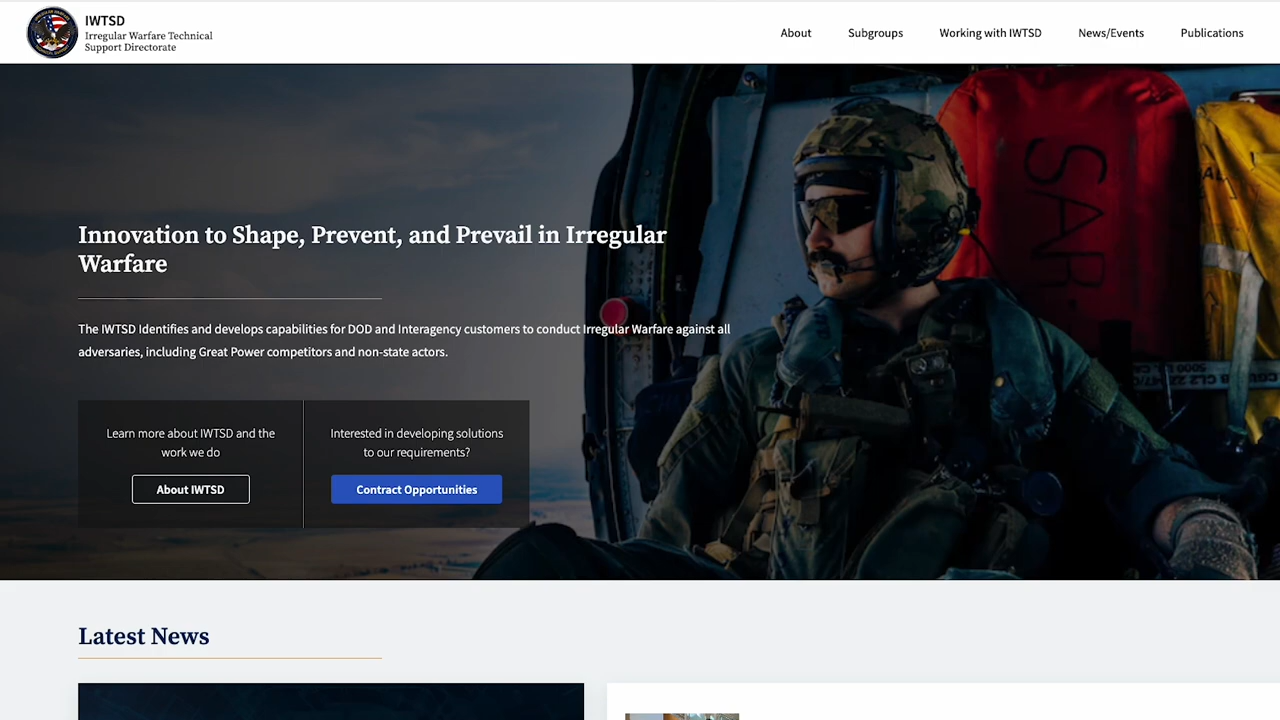 IWTSD
Irregular Warfare Technical
Support Directorate
About
Subgroups
Working with IWTSD
News/Events
Publications
Innovation to Shape, Prevent, and Prevail in Irregular
Warfare
The IWTSD Identifies and develops capabilities for DOD and Interagency customers to conduct Irregular Warfare against all
adversaries, including Great Power competitors and non-state actors.
Learn more about IWTSD and the
work we do
About IWTSD
Interested in developing solutions
to our requirements?
Contract Opportunities
SAR
Latest News